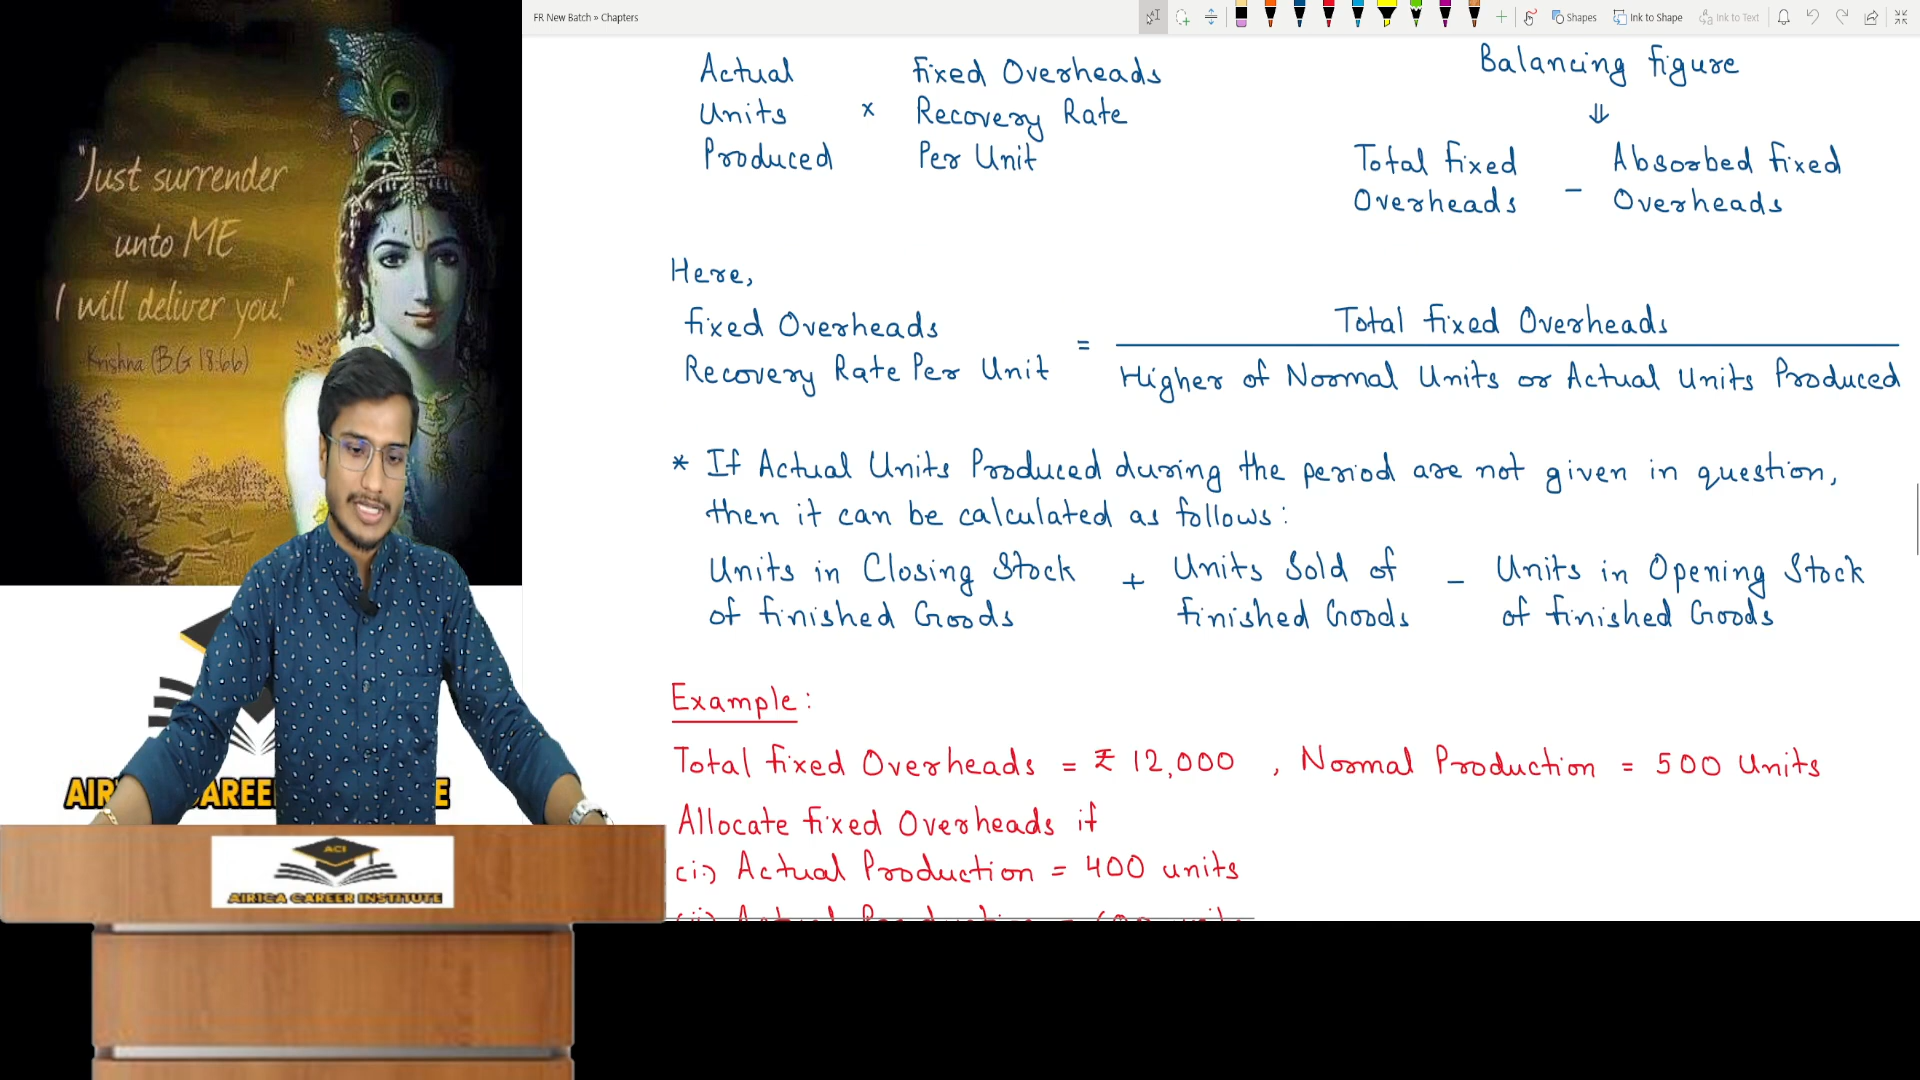 FR New Batch » Chapters
Shapes
Ink to Shape
Ink to Text
"Just surrender
unto ME
I will deliver you!"
Krishna (B.G 18.66)
Actual
Units
Produced
x
Fixed Overheads
Recovery Rate
Per Unit
Balancing figure
⇓
Total Fixed
Overheads
-
Absorbed Fixed
Overheads
Here,
Fixed Overheads
Recovery Rate Per Unit
=
Total Fixed Overheads
Higher of Normal Units or Actual Units Produced
* If Actual Units Produced during the period are not given in question,
then it can be calculated as follows:
Units in Closing Stock
of Finished Goods
+
Units Sold of
Finished Goods
-
Units in Opening Stock
of Finished Goods
Example:
Total Fixed Overheads = ₹ 12,000 , Normal Production = 500 Units
Allocate Fixed Overheads if
(i) Actual Production = 400 units
ACI
AIRICA CAREER INSTITUTE